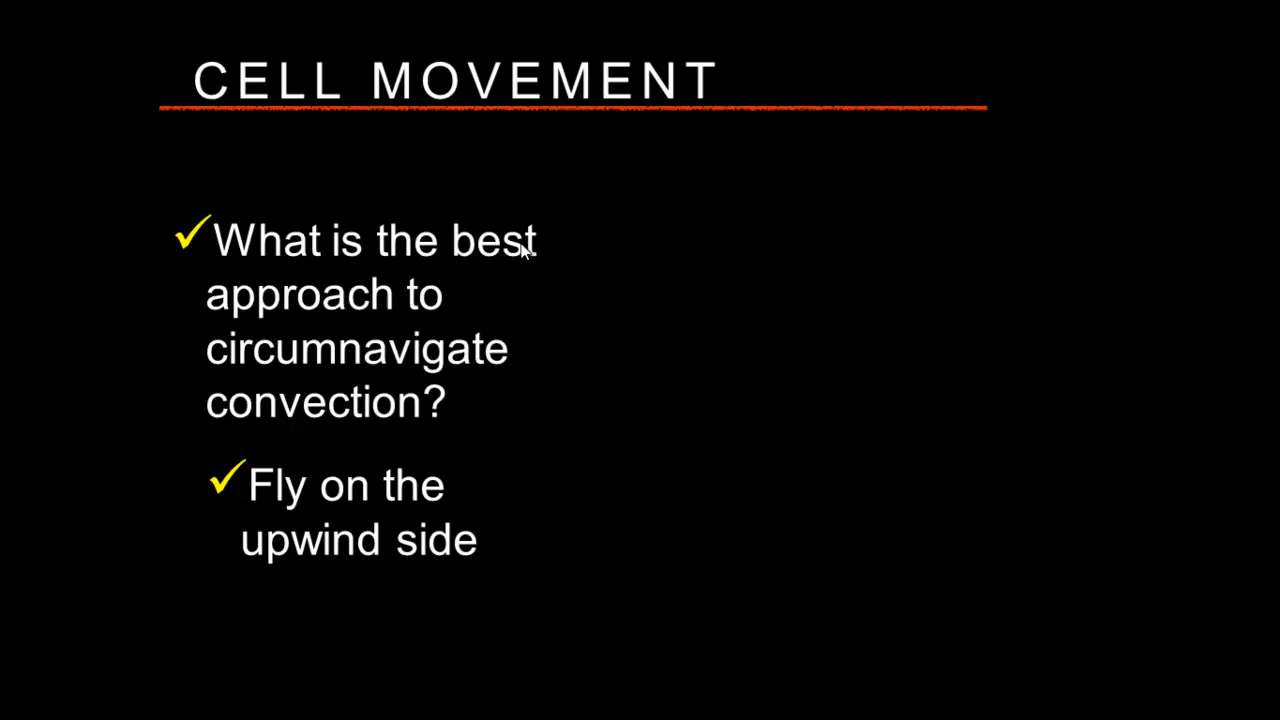 CELL MOVEMENT
What is the best
approach to
circumnavigate
convection?
Fly on the
upwind side